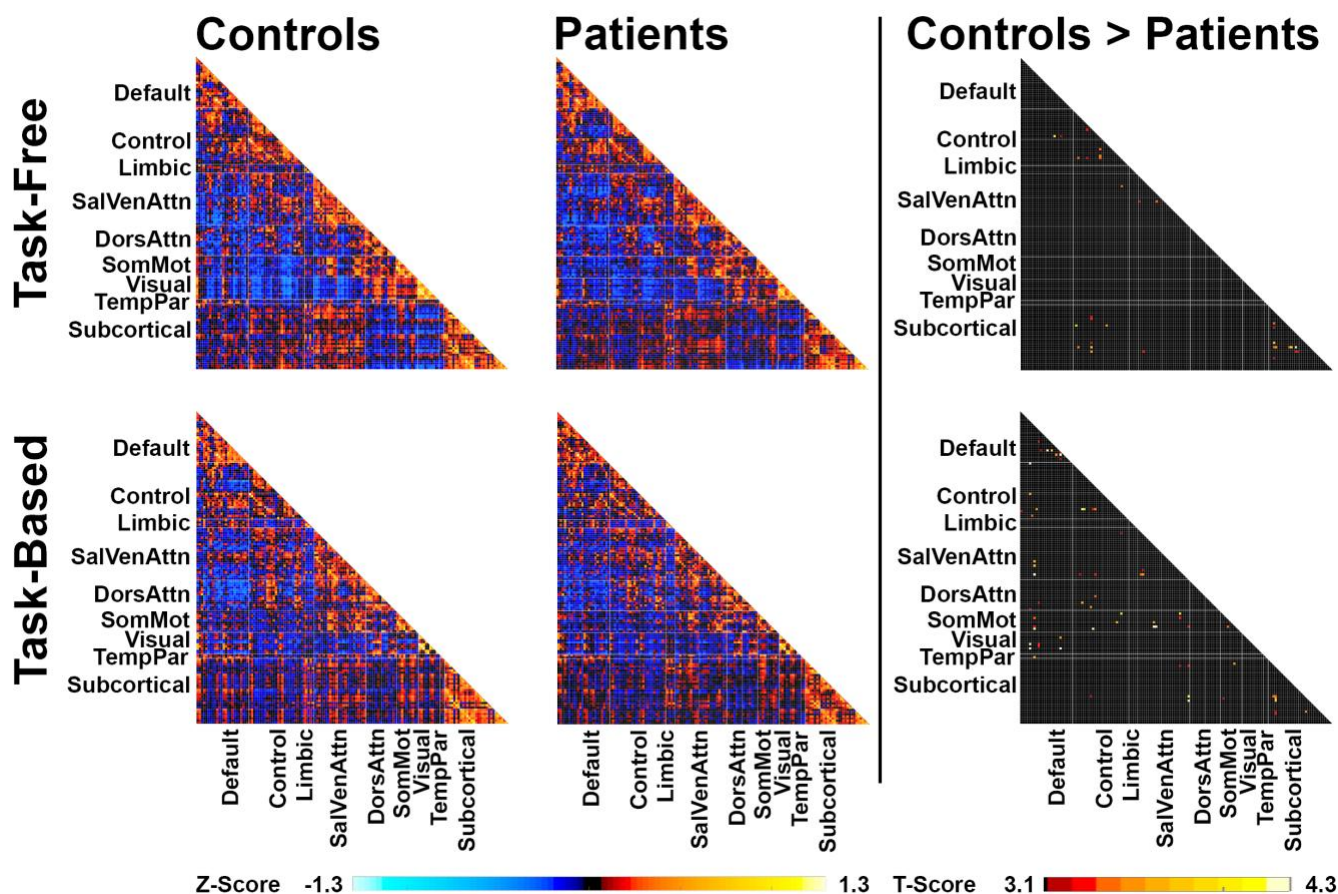 Controls
Patients
Controls > Patients
Task-Free
Default
Control
Limbic
SalVenAttn
DorsAttn
SomMot
Visual
TempPar
Subcortical
Default
Control
Limbic
SalVenAttn
DorsAttn
SomMot
Visual
TempPar
Subcortical
Task-Based
Default
Control
Limbic
SalVenAttn
DorsAttn
SomMot
Visual
TempPar
Subcortical
Default
Control
Limbic
SalVenAttn
DorsAttn
SomMot
Visual
TempPar
Subcortical
Default
Control
Limbic
SalVenAttn
DorsAttn
SomMot
Visual
TempPar
Subcortical
Default
Control
Limbic
SalVenAttn
DorsAttn
SomMot
Visual
TempPar
Subcortical
Default
Control
Limbic
SalVenAttn
DorsAttn
SomMot
Visual
TempPar
Subcortical
Z-Score -1.3 1.3 T-Score 3.1 4.3